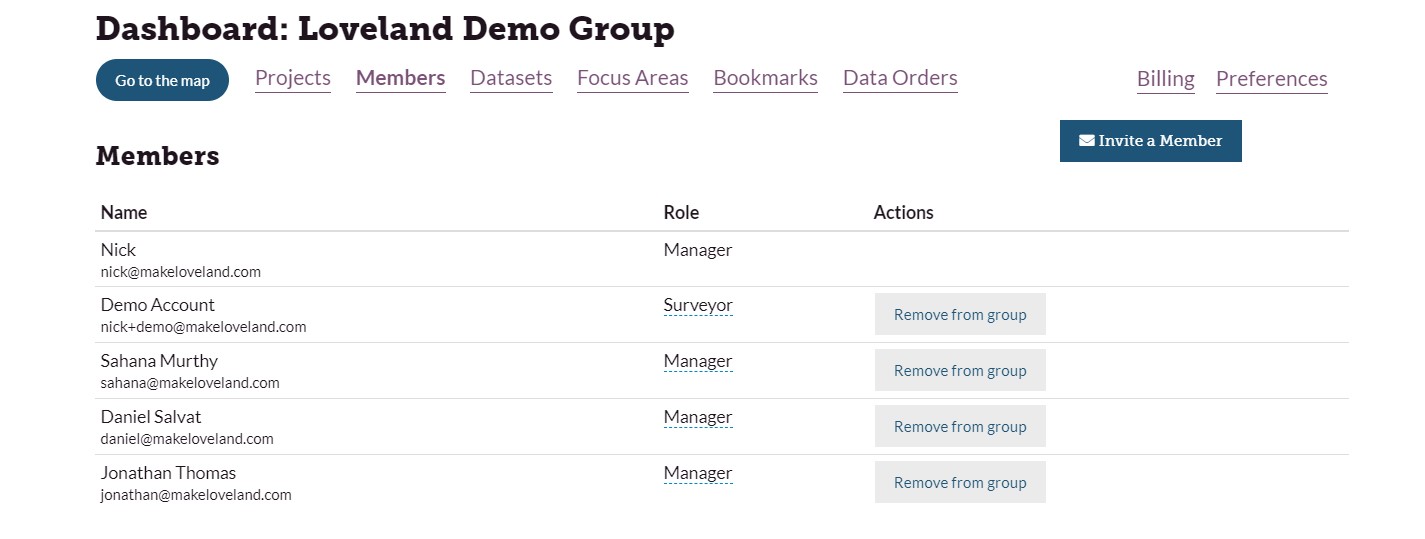 Dashboard: Loveland Demo Group
Go to the map Projects Members Datasets Focus Areas Bookmarks Data Orders Billing Preferences
Invite a Member
Members
Name Role Actions
Nick Manager
nick@makeloveland.com
Demo Account Surveyor Remove from group
nick+demo@makeloveland.com
Sahana Murthy Manager Remove from group
sahana@makeloveland.com
Daniel Salvat Manager Remove from group
daniel@makeloveland.com
Jonathan Thomas Manager Remove from group
jonathan@makeloveland.com